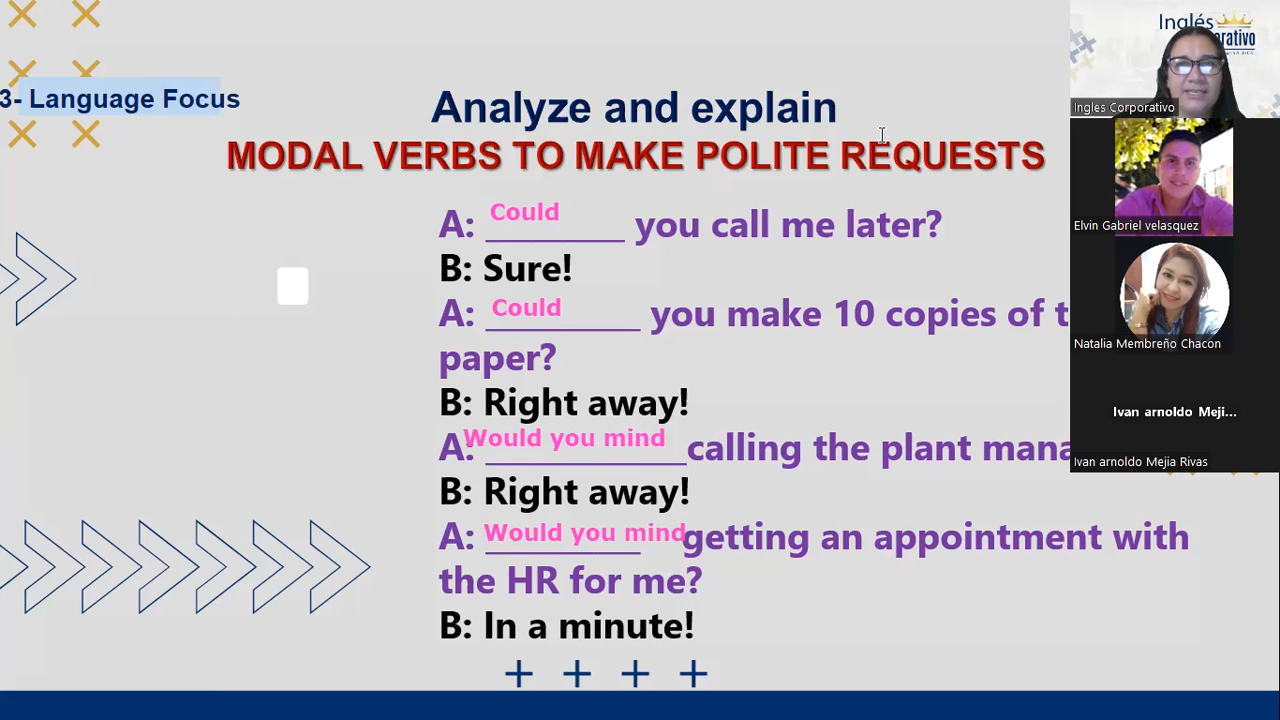 Inglés
orativo
3- Language Focus
Analyze and explain
MODAL VERBS TO MAKE POLITE REQUESTS
A: Could you call me later?
B: Sure!
A: Could you make 10 copies of t
paper?
B: Right away!
A: Would you mind calling the plant mana
B: Right away!
A: Would you mind getting an appointment with
the HR for me?
B: In a minute!
Ingles Corporativo
Elvin Gabriel velasquez
Natalia Membreño Chacon
Ivan arnoldo Meji...
Ivan arnoldo Mejia Rivas